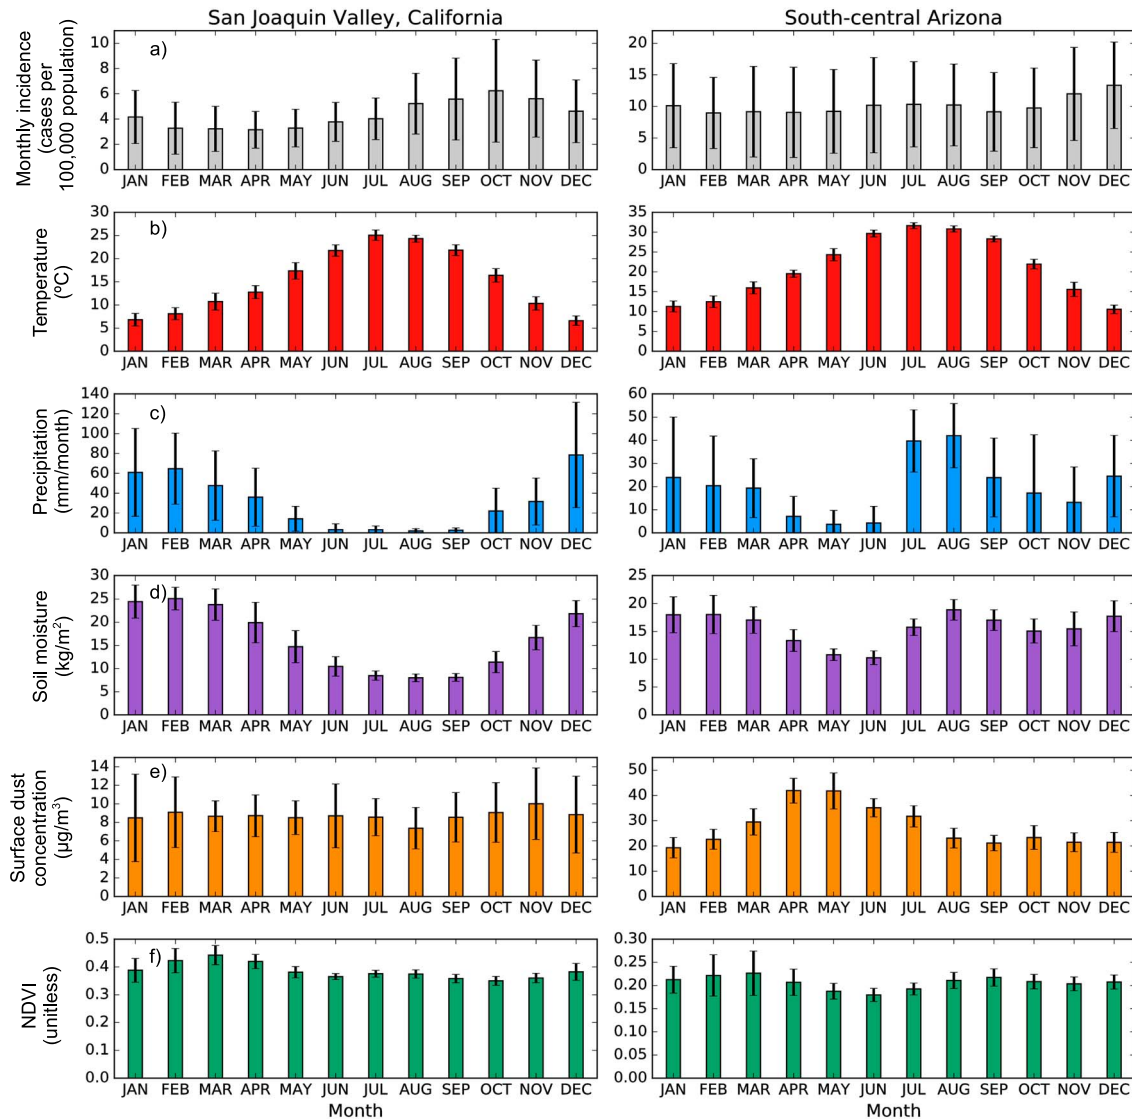 San Joaquin Valley, California
South-central Arizona
Monthly incidence
(cases per
100,000 population)
a)
10
8
6
4
2
0
JAN FEB MAR APR MAY JUN JUL AUG SEP OCT NOV DEC
20
15
10
5
0
JAN FEB MAR APR MAY JUN JUL AUG SEP OCT NOV DEC
Temperature
(ºC)
b)
30
25
20
15
10
5
0
JAN FEB MAR APR MAY JUN JUL AUG SEP OCT NOV DEC
35
30
25
20
15
10
5
0
JAN FEB MAR APR MAY JUN JUL AUG SEP OCT NOV DEC
Precipitation
(mm/month)
c)
140
120
100
80
60
40
20
0
JAN FEB MAR APR MAY JUN JUL AUG SEP OCT NOV DEC
60
50
40
30
20
10
0
JAN FEB MAR APR MAY JUN JUL AUG SEP OCT NOV DEC
Soil moisture
(kg/m²)
d)
30
25
20
15
10
5
0
JAN FEB MAR APR MAY JUN JUL AUG SEP OCT NOV DEC
25
20
15
10
5
0
JAN FEB MAR APR MAY JUN JUL AUG SEP OCT NOV DEC
Surface dust
concentration
(µg/m³)
e)
14
12
10
8
6
4
2
0
JAN FEB MAR APR MAY JUN JUL AUG SEP OCT NOV DEC
50
40
30
20
10
0
JAN FEB MAR APR MAY JUN JUL AUG SEP OCT NOV DEC
NDVI
(unitless)
f)
0.5
0.4
0.3
0.2
0.1
0.0
JAN FEB MAR APR MAY JUN JUL AUG SEP OCT NOV DEC
Month
0.30
0.25
0.20
0.15
0.10
0.05
0.00
JAN FEB MAR APR MAY JUN JUL AUG SEP OCT NOV DEC
Month